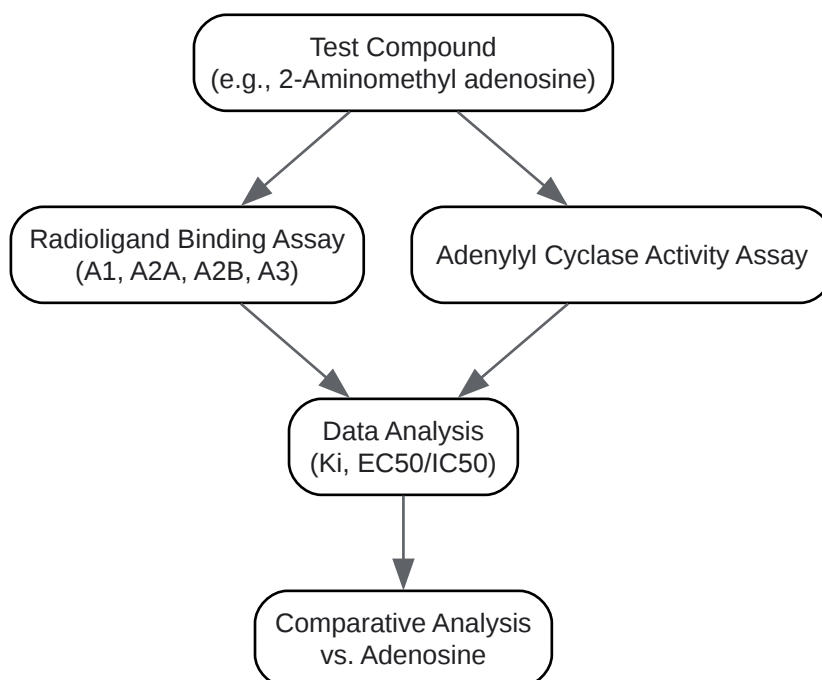 Test Compound
(e.g., 2-Aminomethyl adenosine)
Radioligand Binding Assay
(A1, A2A, A2B, A3)
Adenylyl Cyclase Activity Assay
Data Analysis
(Ki, EC50/IC50)
Comparative Analysis
vs. Adenosine